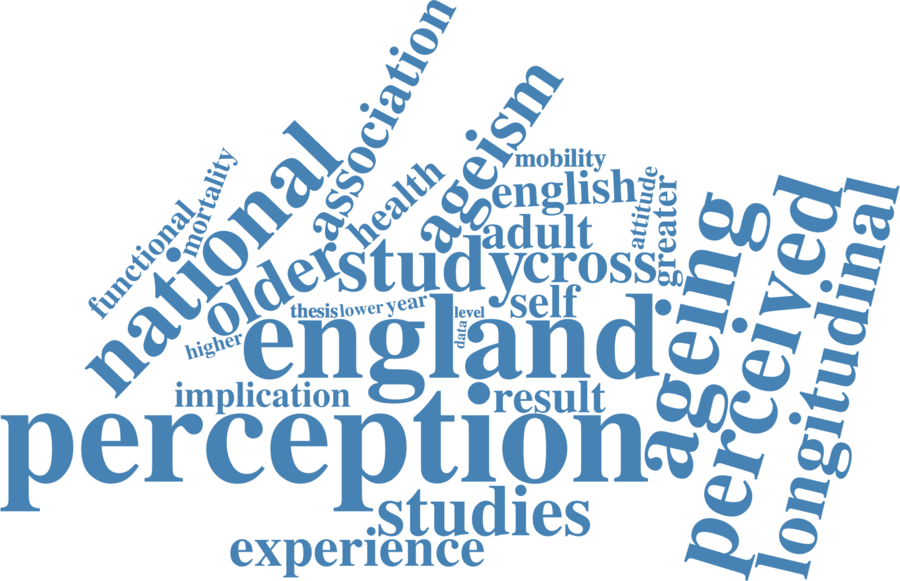 association
ageism
mobility
mortality
national
health
english
attitude
greater
functional
older
adult
study
cross
ageing
perceived
longitudinal
self
thesis
lower
year
level
data
higher
england
implication
result
perception
studies
experience